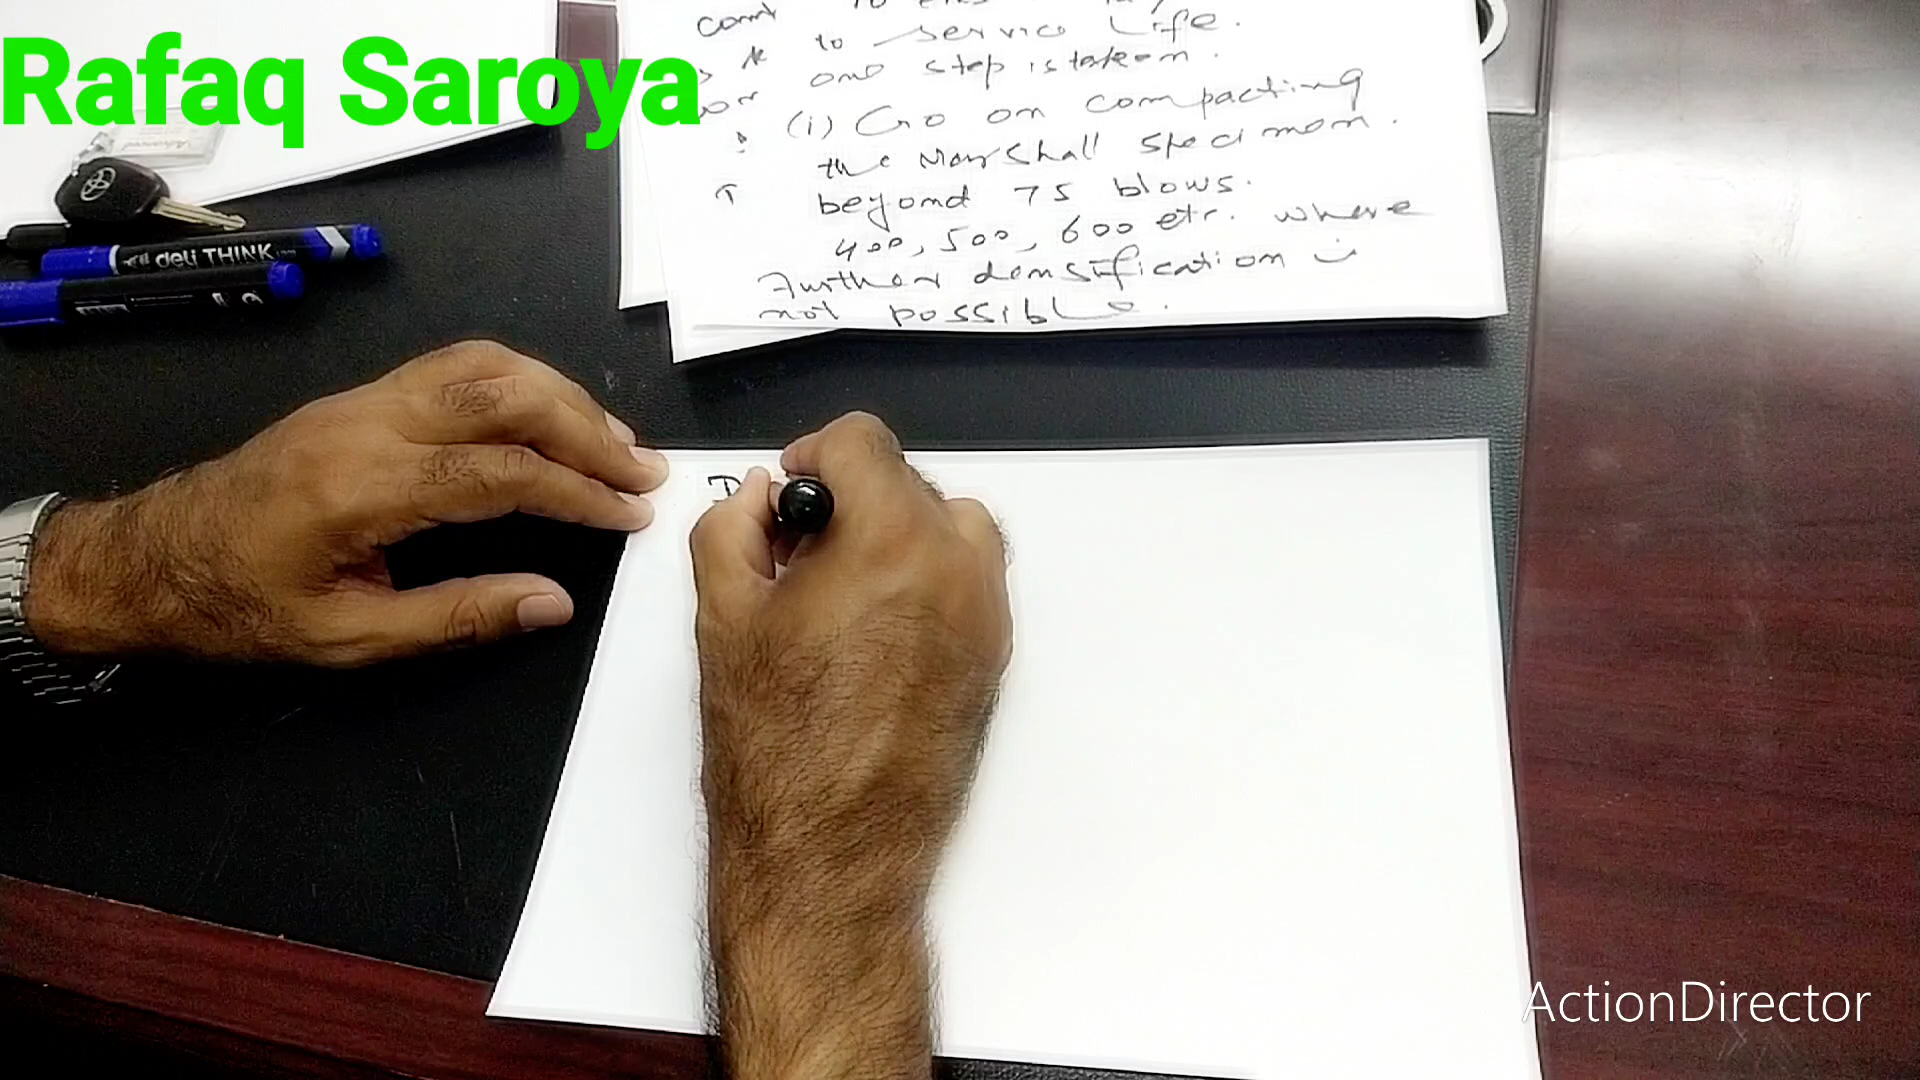 Rafaq Saroya
to service Life.
one step is taken.
(i) Go on compacting
the Marshall specimen.
beyond 75 blows.
400, 500, 600 etc. where
Further densification is
not possible.
deli THINK
ActionDirector